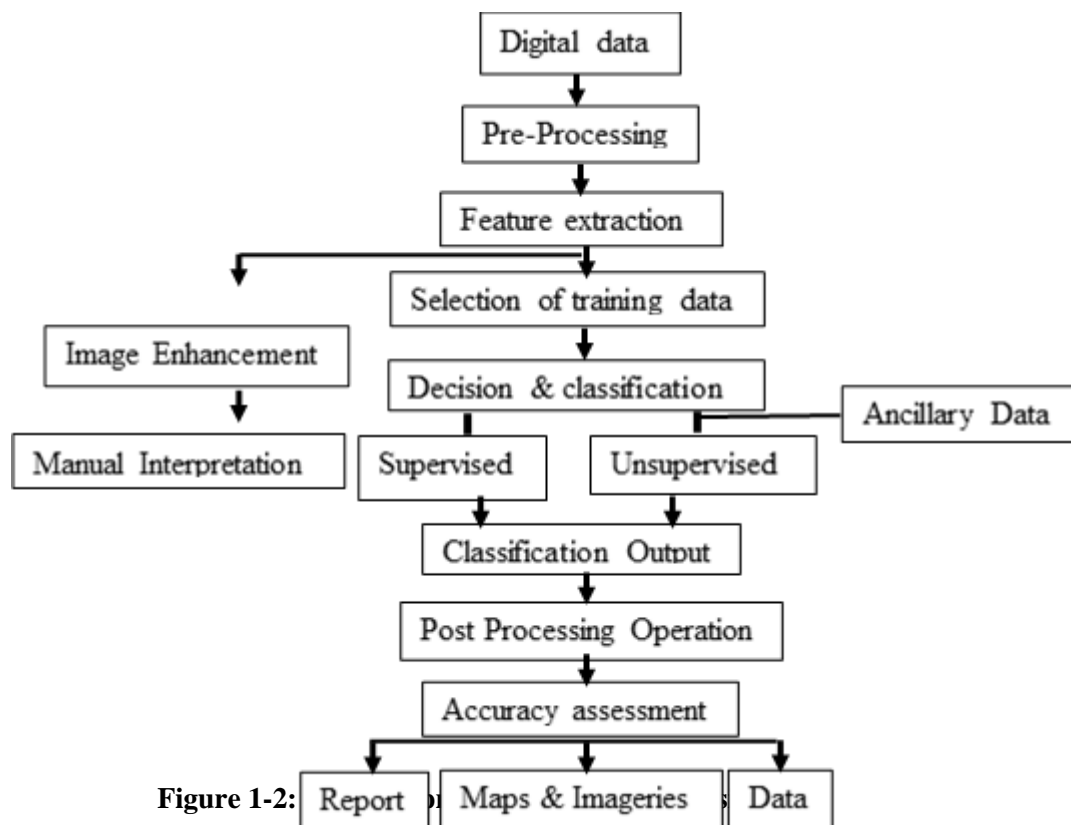 Digital data
Pre-Processing
Feature extraction
Selection of training data
Image Enhancement
Decision & classification
Ancillary Data
Manual Interpretation
Supervised
Unsupervised
Classification Output
Post Processing Operation
Accuracy assessment
Figure 1-2:
Report
Maps & Imageries
Data